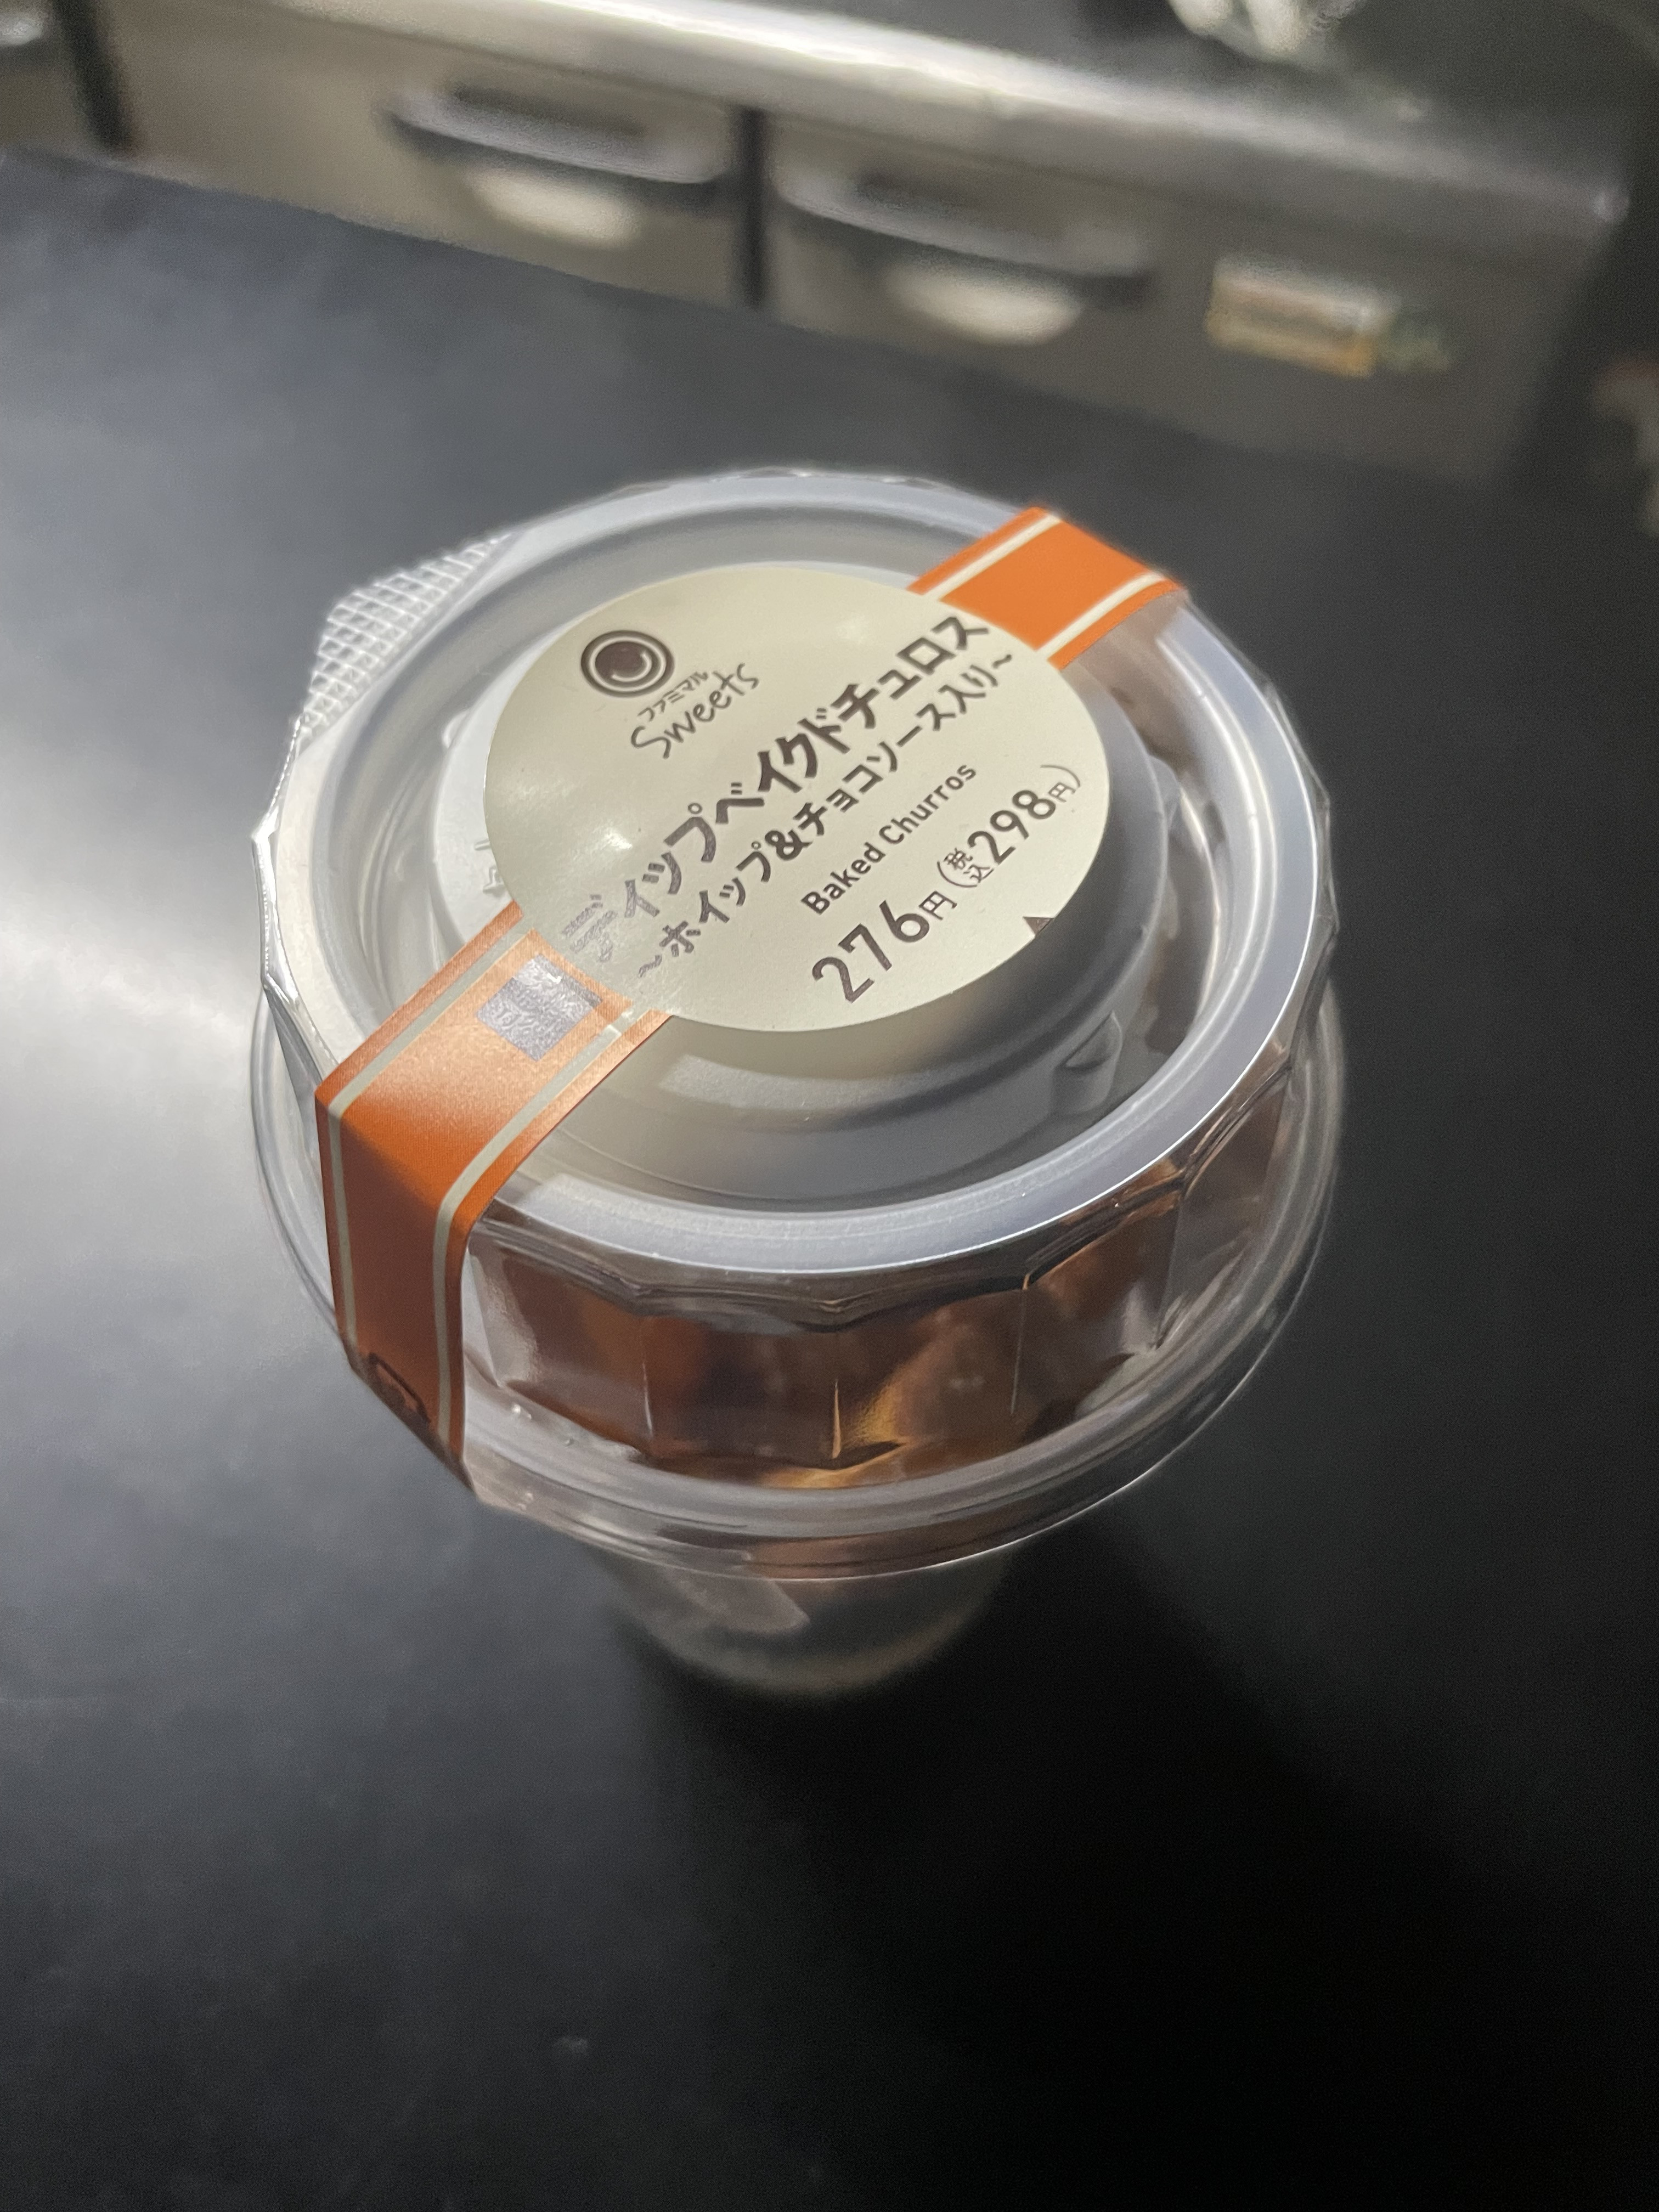 ファミマル
Sweets
ディップベイクドチュロス
~ホイップ&チョコソース入り~
Baked Churros
276円(税込298円)